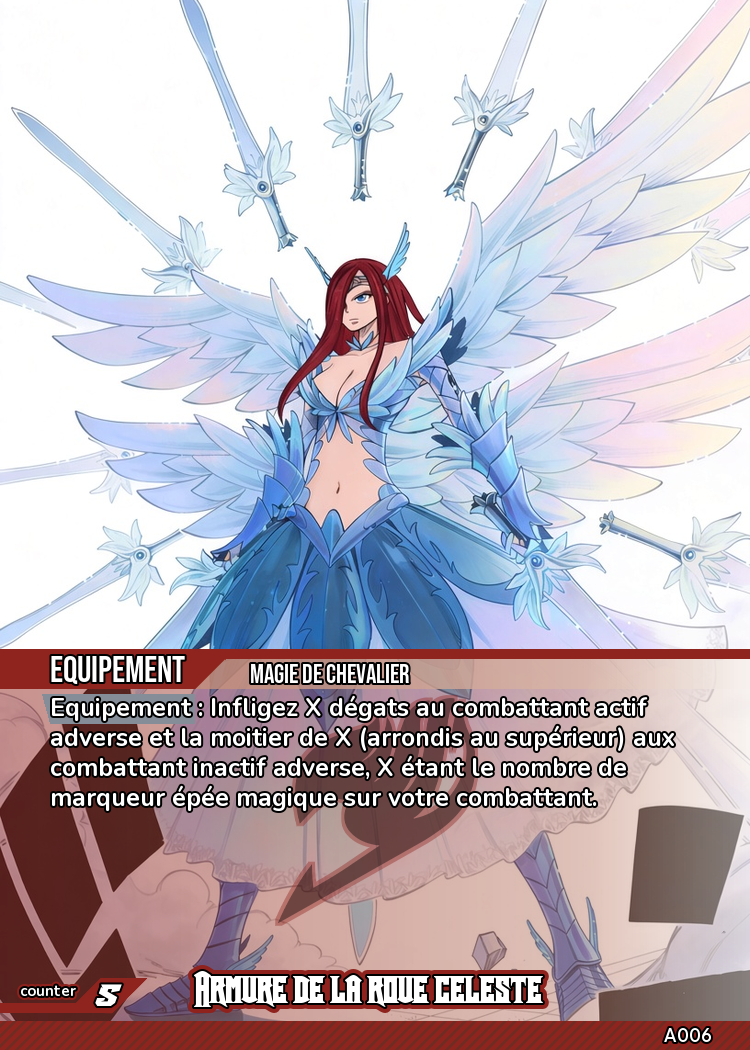 EQUIPEMENT
MAGIE DE CHEVALIER
Equipement : Infligez X dégats au combattant actif
adverse et la moitier de X (arrondis au supérieur) aux
combattant inactif adverse, X étant le nombre de
marqueur épée magique sur votre combattant.
counter 5
ARMURE DE LA ROUE CELESTE
A006